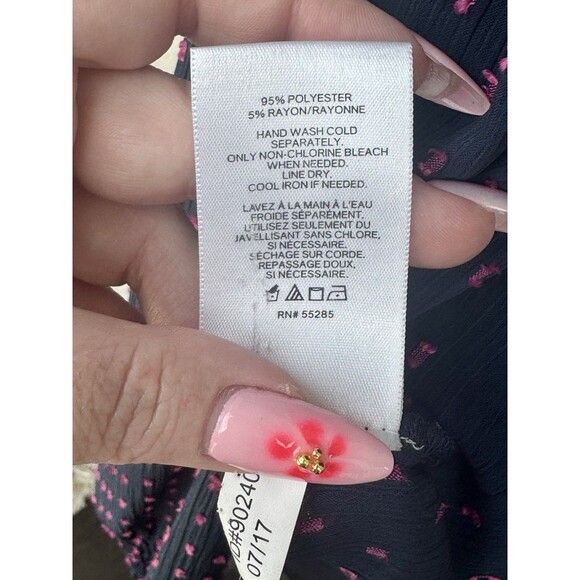 95% POLYESTER
5% RAYON/RAYONNE
HAND WASH COLD
SEPARATELY.
ONLY NON-CHLORINE BLEACH
WHEN NEEDED.
LINE DRY.
COOL IRON IF NEEDED.
LAVEZ À LA MAIN À L'EAU
FROIDE SÉPARÉMENT.
UTILISEZ SEULEMENT DU
JAVELLISANT SANS CHLORE,
SI NÉCESSAIRE.
SÉCHAGE SUR CORDE.
REPASSAGE DOUX,
SI NÉCESSAIRE.
RN# 55285
ID#90240
07/17